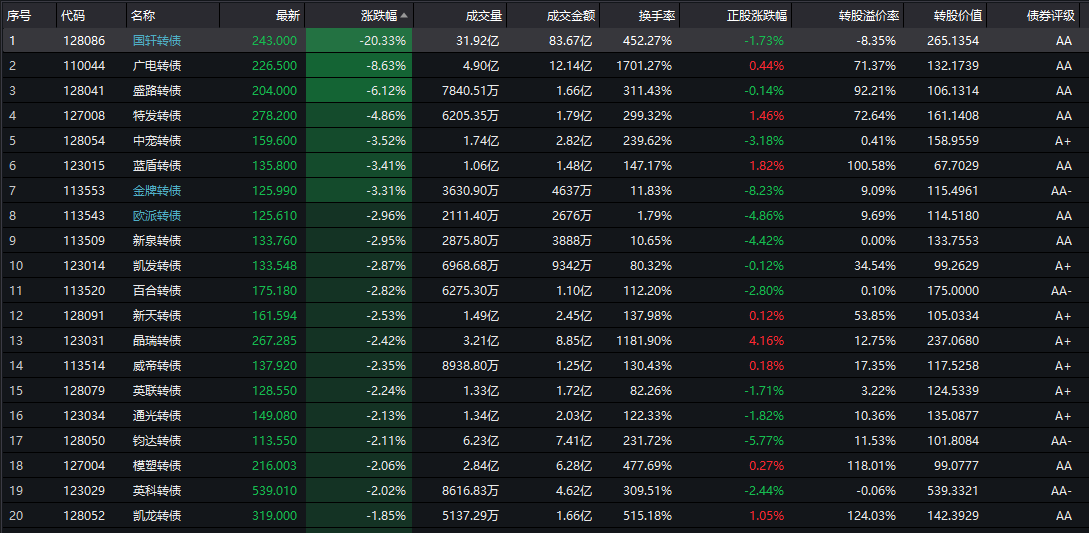 序号 代码 名称 最新 涨跌幅 成交量 成交金额 换手率 正股涨跌幅 转股溢价率 转股价值 债券评级
1 128086 国轩转债 243.000 -20.33% 31.92亿 83.67亿 452.27% -1.73% -8.35% 265.1354 AA
2 110044 广电转债 226.500 -8.63% 4.90亿 12.14亿 1701.27% 0.44% 71.37% 132.1739 AA
3 128041 盛路转债 204.000 -6.12% 7840.51万 1.66亿 311.43% -0.14% 92.21% 106.1314 AA
4 127008 特发转债 278.200 -4.86% 6205.35万 1.79亿 299.32% 1.46% 72.64% 161.1408 AA
5 128054 中宠转债 159.600 -3.52% 1.74亿 2.82亿 239.62% -3.18% 0.41% 158.9559 A+
6 123015 蓝盾转债 135.800 -3.41% 1.06亿 1.48亿 147.17% 1.82% 100.58% 67.7029 AA
7 113553 金牌转债 125.990 -3.31% 3630.90万 4637万 11.83% -8.23% 9.09% 115.4961 AA-
8 113543 欧派转债 125.610 -2.96% 2111.40万 2676万 1.79% -4.86% 9.69% 114.5180 AA
9 113509 新泉转债 133.760 -2.95% 2875.80万 3888万 10.65% -4.42% 0.00% 133.7553 AA
10 123014 凯发转债 133.548 -2.87% 6968.68万 9342万 80.32% -0.12% 34.54% 99.2629 A+
11 113520 百合转债 175.180 -2.82% 6275.30万 1.10亿 112.20% -2.80% 0.10% 175.0000 AA-
12 128091 新天转债 161.594 -2.53% 1.49亿 2.45亿 137.98% 0.12% 53.85% 105.0334 A+
13 123031 晶瑞转债 267.285 -2.42% 3.21亿 8.85亿 1181.90% 4.16% 12.75% 237.0680 A+
14 113514 威帝转债 137.920 -2.35% 8938.80万 1.25亿 130.43% 0.18% 17.35% 117.5258 A+
15 128079 英联转债 128.550 -2.24% 1.33亿 1.72亿 82.26% -1.71% 3.22% 124.5339 A+
16 123034 通光转债 149.080 -2.13% 1.34亿 2.03亿 122.33% -1.82% 10.36% 135.0877 A+
17 128050 钧达转债 113.550 -2.11% 6.23亿 7.41亿 231.72% -5.77% 11.53% 101.8084 AA-
18 127004 模塑转债 216.003 -2.06% 2.84亿 6.28亿 477.69% 0.27% 118.01% 99.0777 AA
19 123029 英科转债 539.010 -2.02% 8616.83万 4.62亿 309.51% -2.44% -0.06% 539.3321 AA-
20 128052 凯龙转债 319.000 -1.85% 5137.29万 1.66亿 515.18% 1.05% 124.03% 142.3929 AA